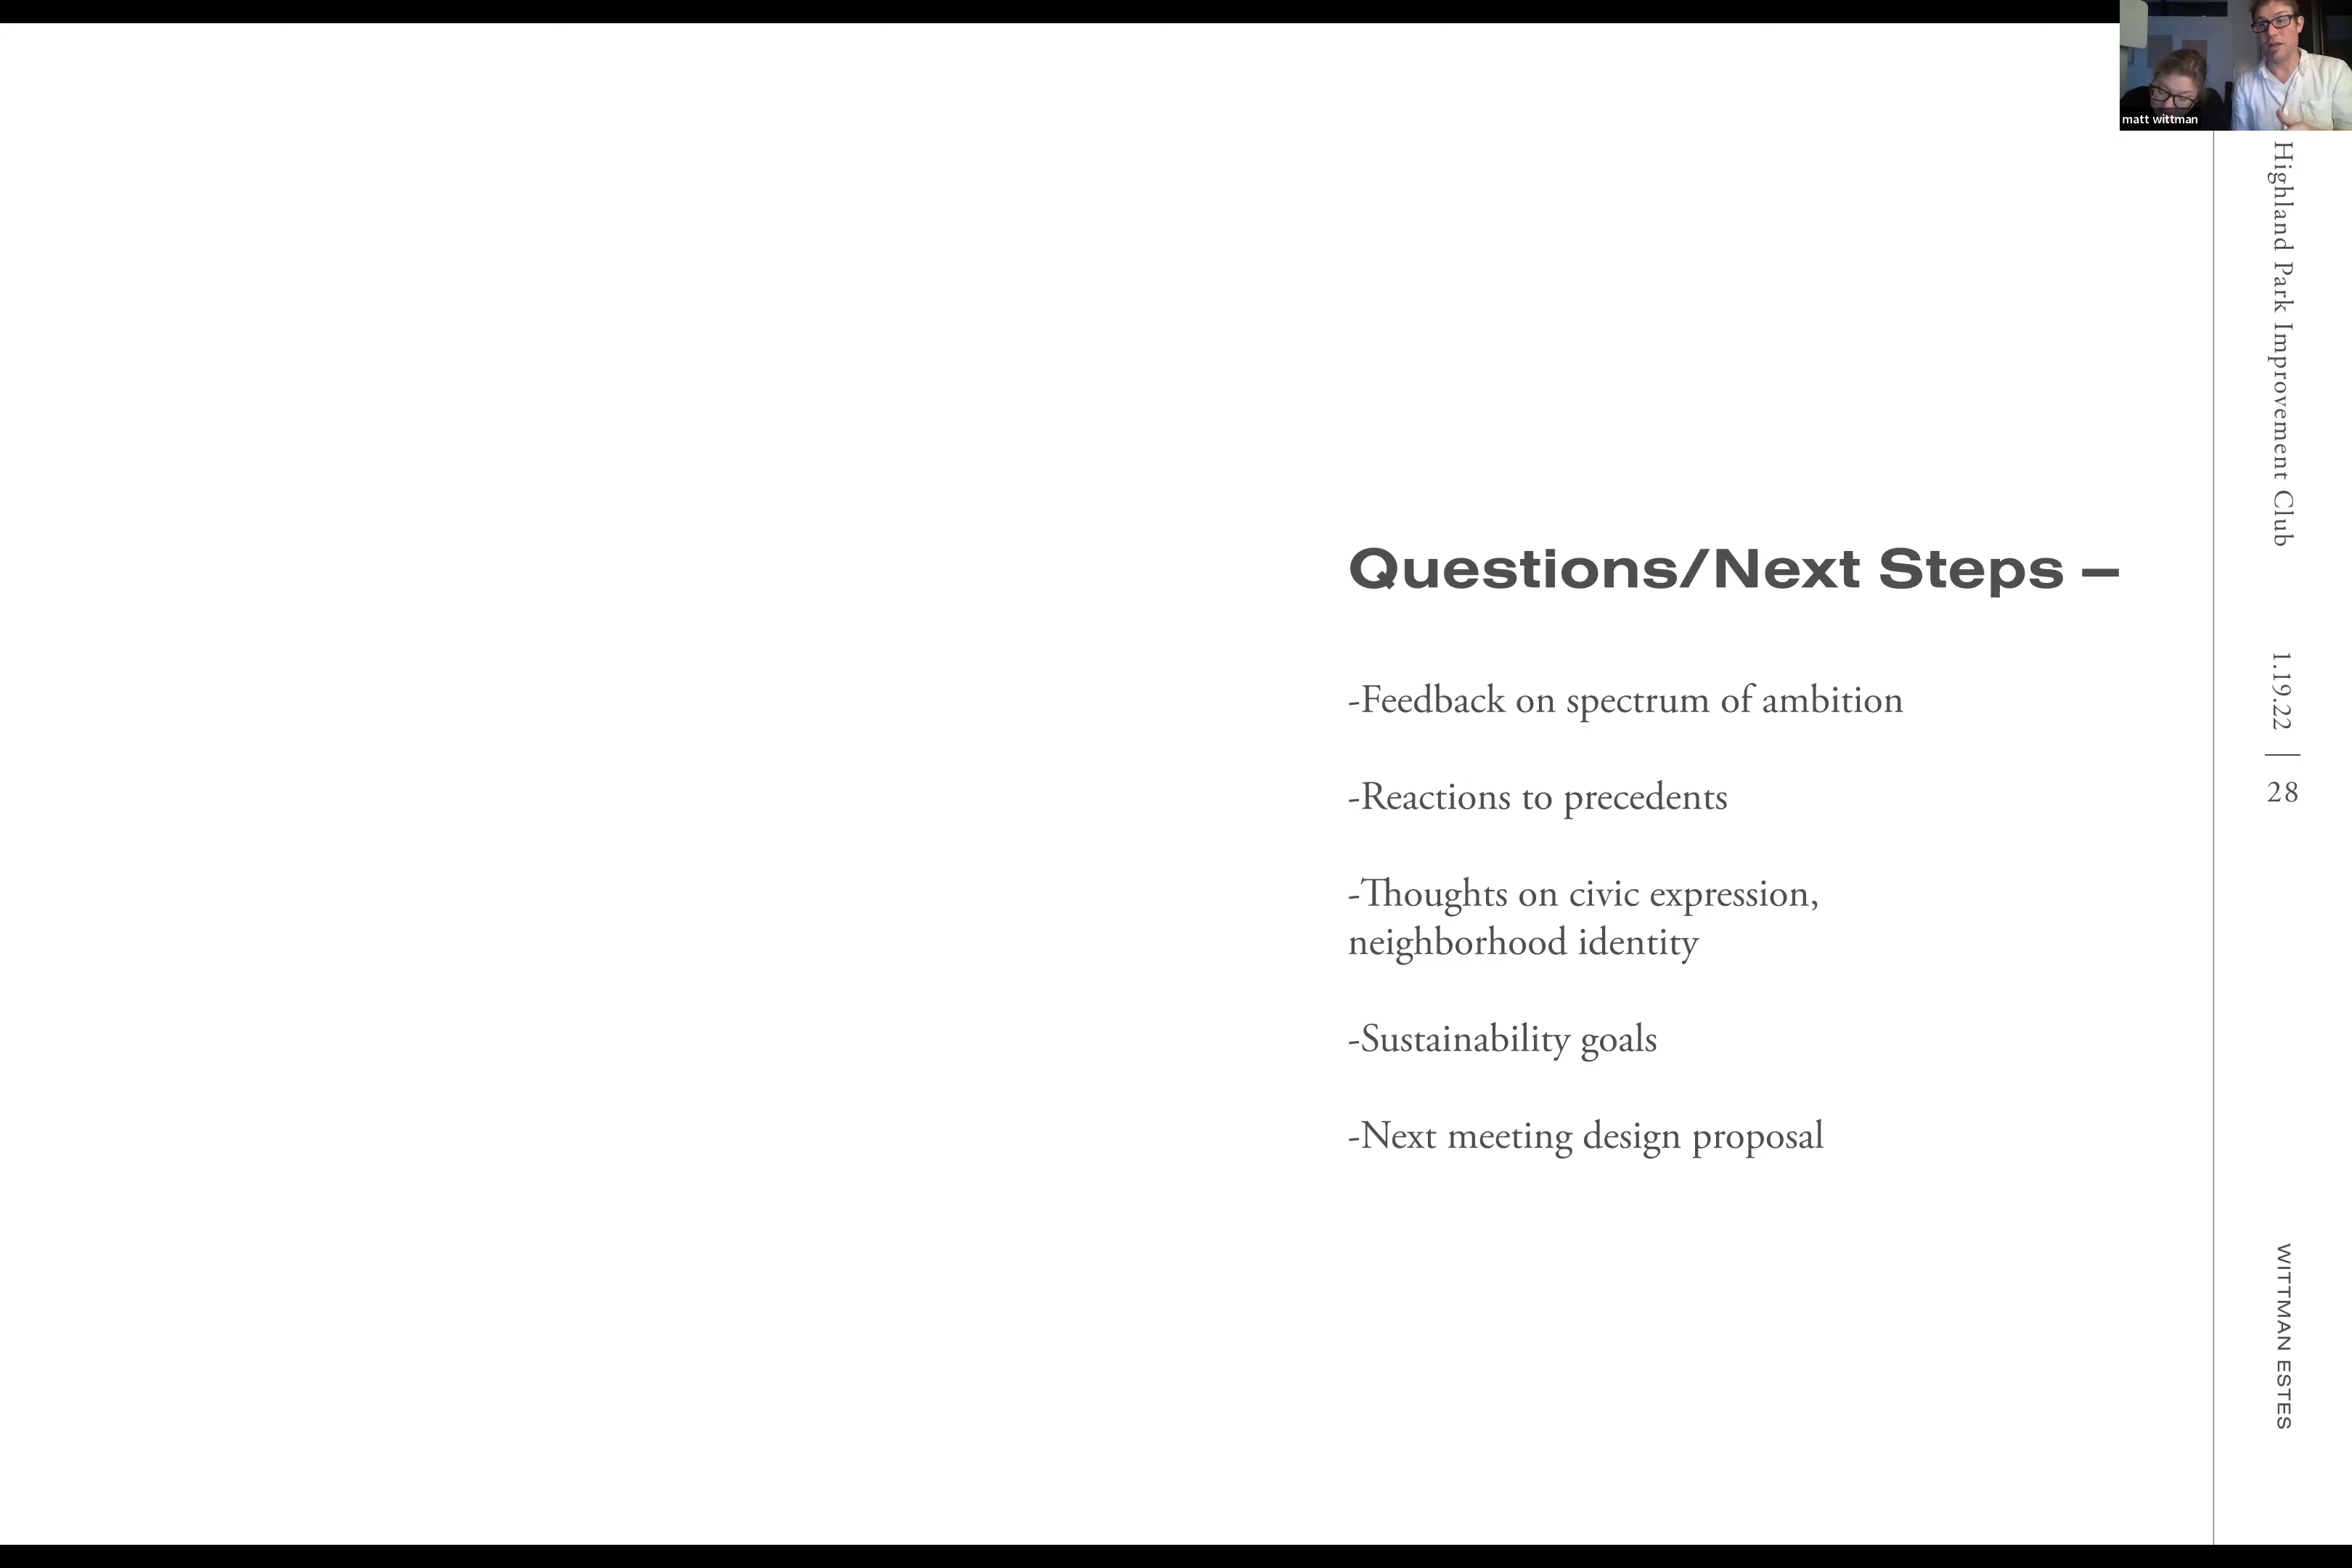 matt wittman
Highland Park Improvement Club
1.19.22
28
WITTMAN ESTES
Questions/Next Steps –
-Feedback on spectrum of ambition
-Reactions to precedents
-Thoughts on civic expression,
neighborhood identity
-Sustainability goals
-Next meeting design proposal